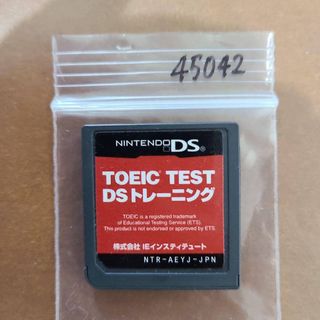 45042
NINTENDO DS
TOEIC® TEST
DSトレーニング
TOEIC is a registered trademark
of Educational Testing Service (ETS).
This product is not endorsed or approved by ETS.
株式会社 IEインスティテュート
NTR-AEYJ-JPN